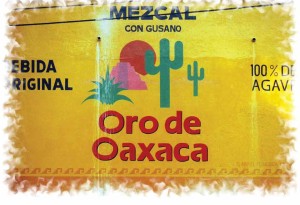 MEZCAL
CON GUSANO
EBIDA
RIGINAL
100% DE
AGAV
Oro de
Oaxaca